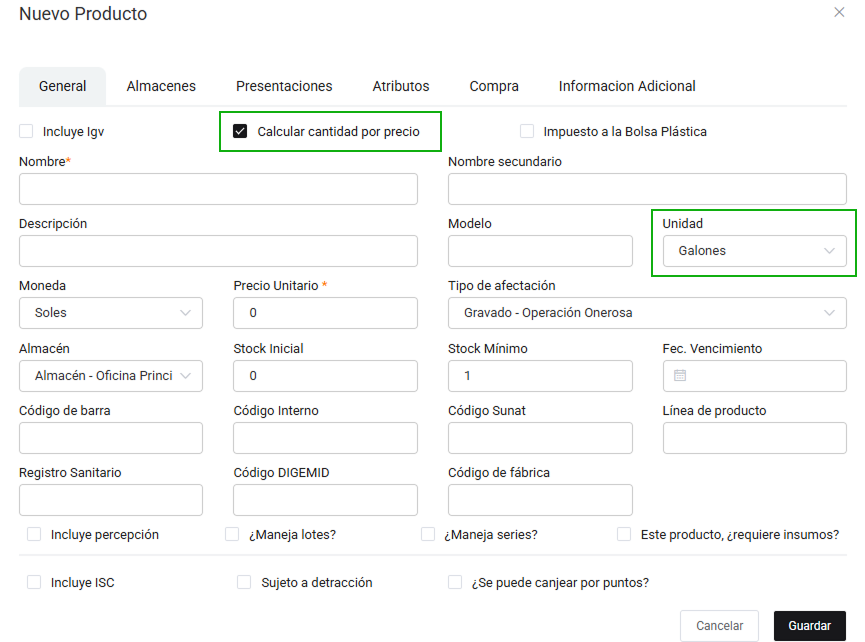 Nuevo Producto
General Almacenes Presentaciones Atributos Compra Informacion Adicional
Incluye Igv Calcular cantidad por precio Impuesto a la Bolsa Plástica
Nombre* Nombre secundario
Descripción Modelo Unidad
Galones
Moneda Precio Unitario * Tipo de afectación
Soles 0 Gravado - Operación Onerosa
Almacén Stock Inicial Stock Mínimo Fec. Vencimiento
Almacén - Oficina Princi 0 1
Código de barra Código Interno Código Sunat Línea de producto
Registro Sanitario Código DIGEMID Código de fábrica
Incluye percepción ¿Maneja lotes? ¿Maneja series? Este producto, ¿requiere insumos?
Incluye ISC Sujeto a detracción ¿Se puede canjear por puntos?
Cancelar Guardar